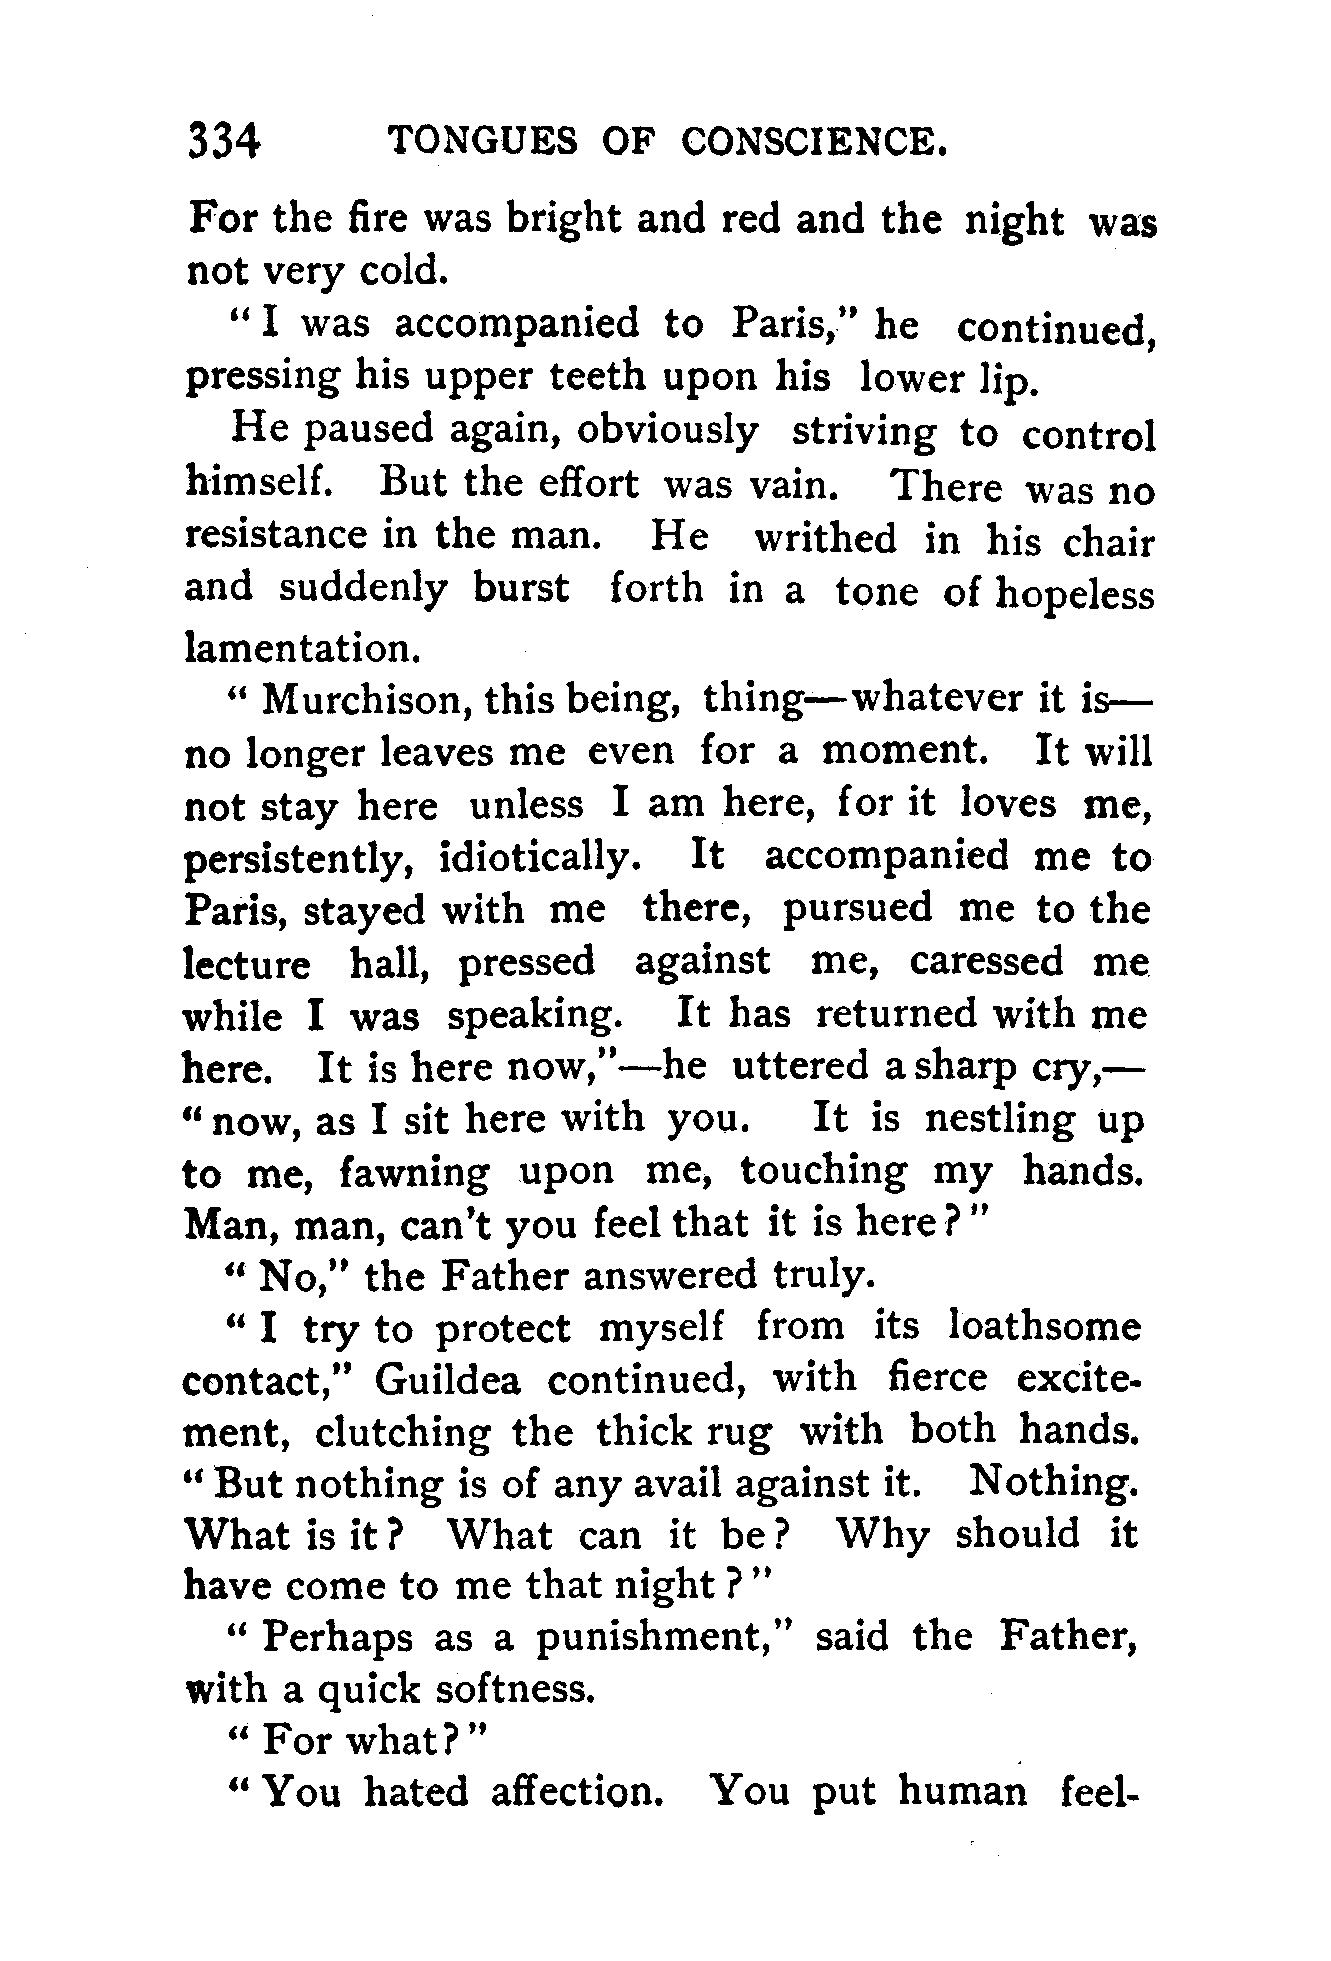 334 TONGUES OF CONSCIENCE.
For the fire was bright and red and the night was
not very cold.
" I was accompanied to Paris," he continued,
pressing his upper teeth upon his lower lip.
He paused again, obviously striving to control
himself. But the effort was vain. There was no
resistance in the man. He writhed in his chair
and suddenly burst forth in a tone of hopeless
lamentation.
" Murchison, this being, thing—whatever it is—
no longer leaves me even for a moment. It will
not stay here unless I am here, for it loves me,
persistently, idiotically. It accompanied me to
Paris, stayed with me there, pursued me to the
lecture hall, pressed against me, caressed me
while I was speaking. It has returned with me
here. It is here now,"—he uttered a sharp cry,—
" now, as I sit here with you. It is nestling up
to me, fawning upon me, touching my hands.
Man, man, can't you feel that it is here ? "
" No," the Father answered truly.
" I try to protect myself from its loathsome
contact," Guildea continued, with fierce excite-
ment, clutching the thick rug with both hands.
" But nothing is of any avail against it. Nothing.
What is it ? What can it be ? Why should it
have come to me that night ? "
" Perhaps as a punishment," said the Father,
with a quick softness.
" For what ? "
" You hated affection. You put human feel-